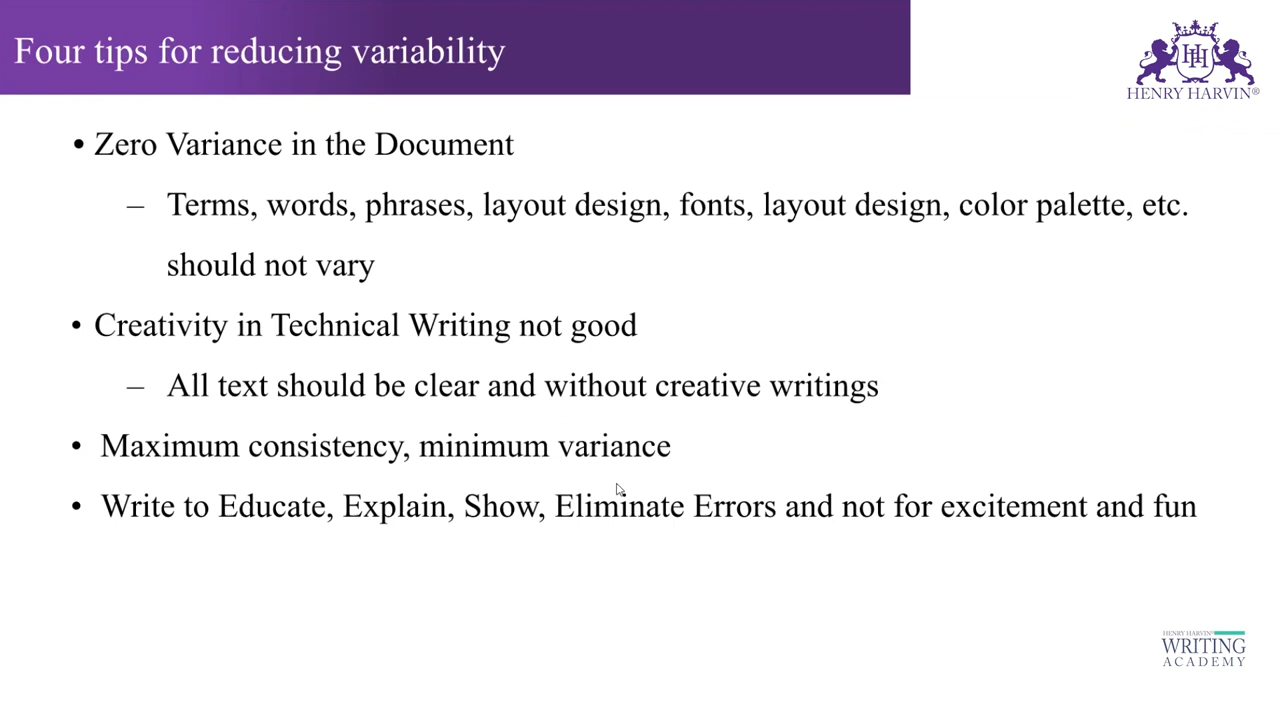 Four tips for reducing variability
HENRY HARVIN®
• Zero Variance in the Document
– Terms, words, phrases, layout design, fonts, layout design, color palette, etc.
should not vary
• Creativity in Technical Writing not good
– All text should be clear and without creative writings
• Maximum consistency, minimum variance
• Write to Educate, Explain, Show, Eliminate Errors and not for excitement and fun
HENRY HARVIN®
WRITING
ACADEMY